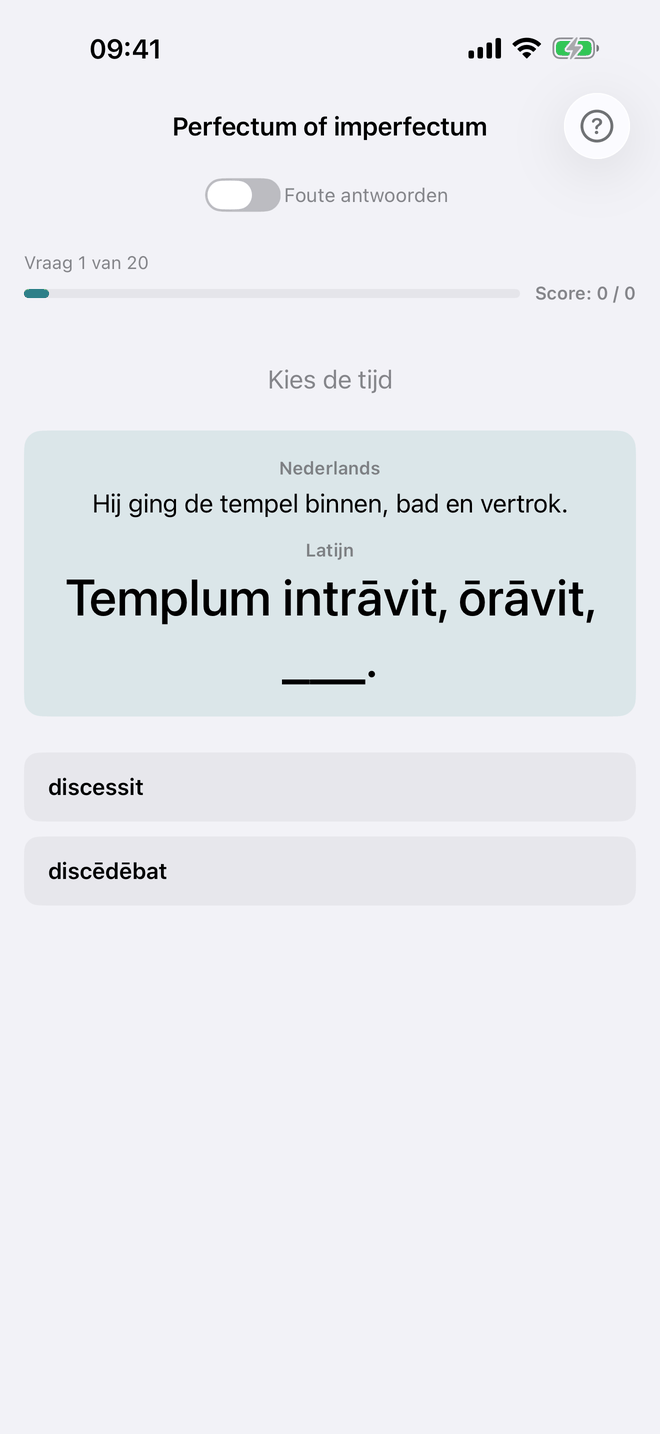 09:41
Perfectum of imperfectum
Foute antwoorden
Vraag 1 van 20
Score: 0 / 0
Kies de tijd
Nederlands
Hij ging de tempel binnen, bad en vertrok.
Latijn
Templum intrāvit, ōrāvit,
____.
discessit
discēdēbat